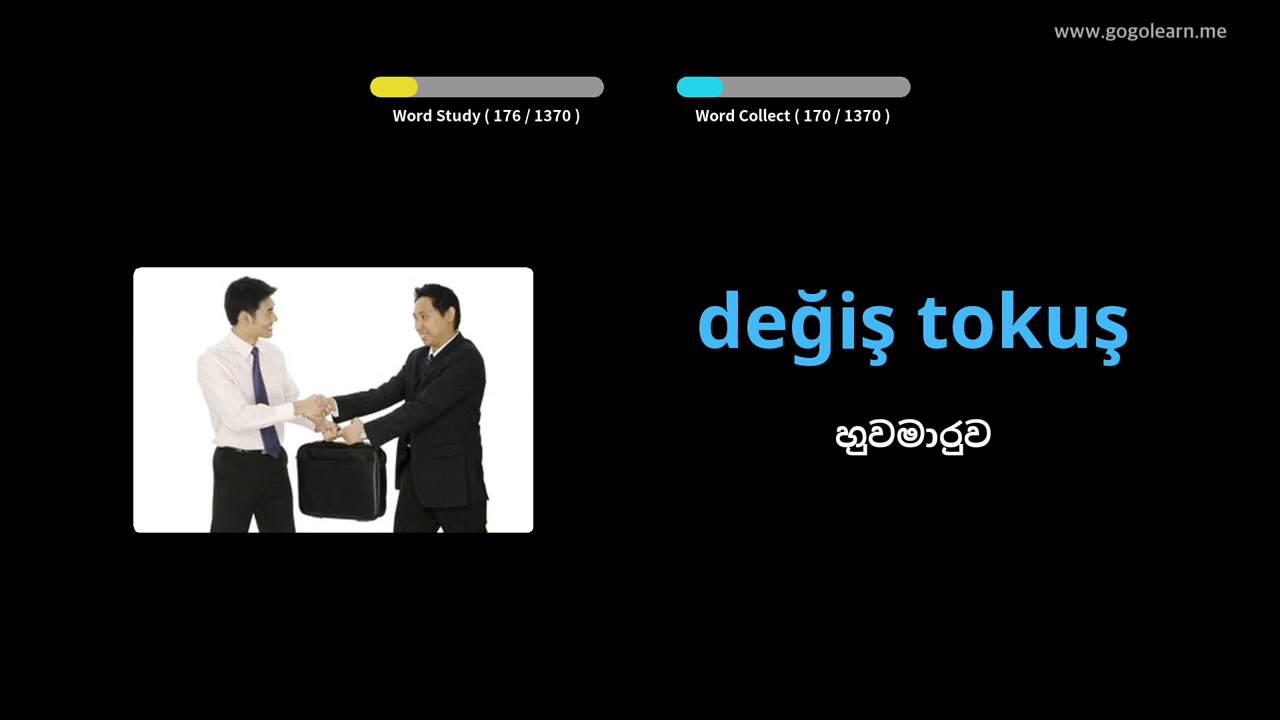 www.gogolearn.me
Word Study ( 176 / 1370 )
Word Collect ( 170 / 1370 )
değiş tokuş
හුවමාරුව